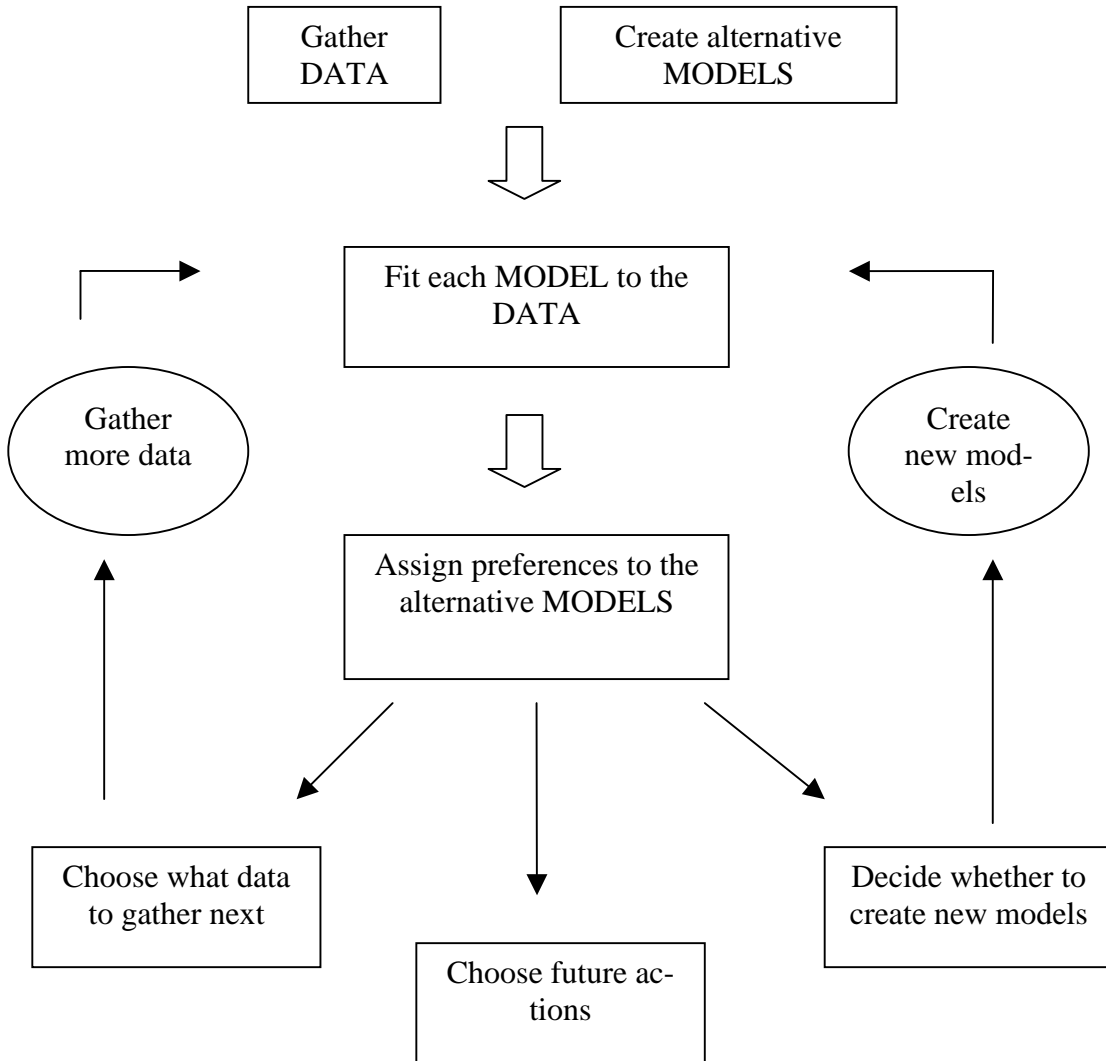 Gather
DATA
Create alternative
MODELS
Fit each MODEL to the
DATA
Gather
more data
Create
new mod-
els
Assign preferences to the
alternative MODELS
Choose what data
to gather next
Decide whether to
create new models
Choose future ac-
tions